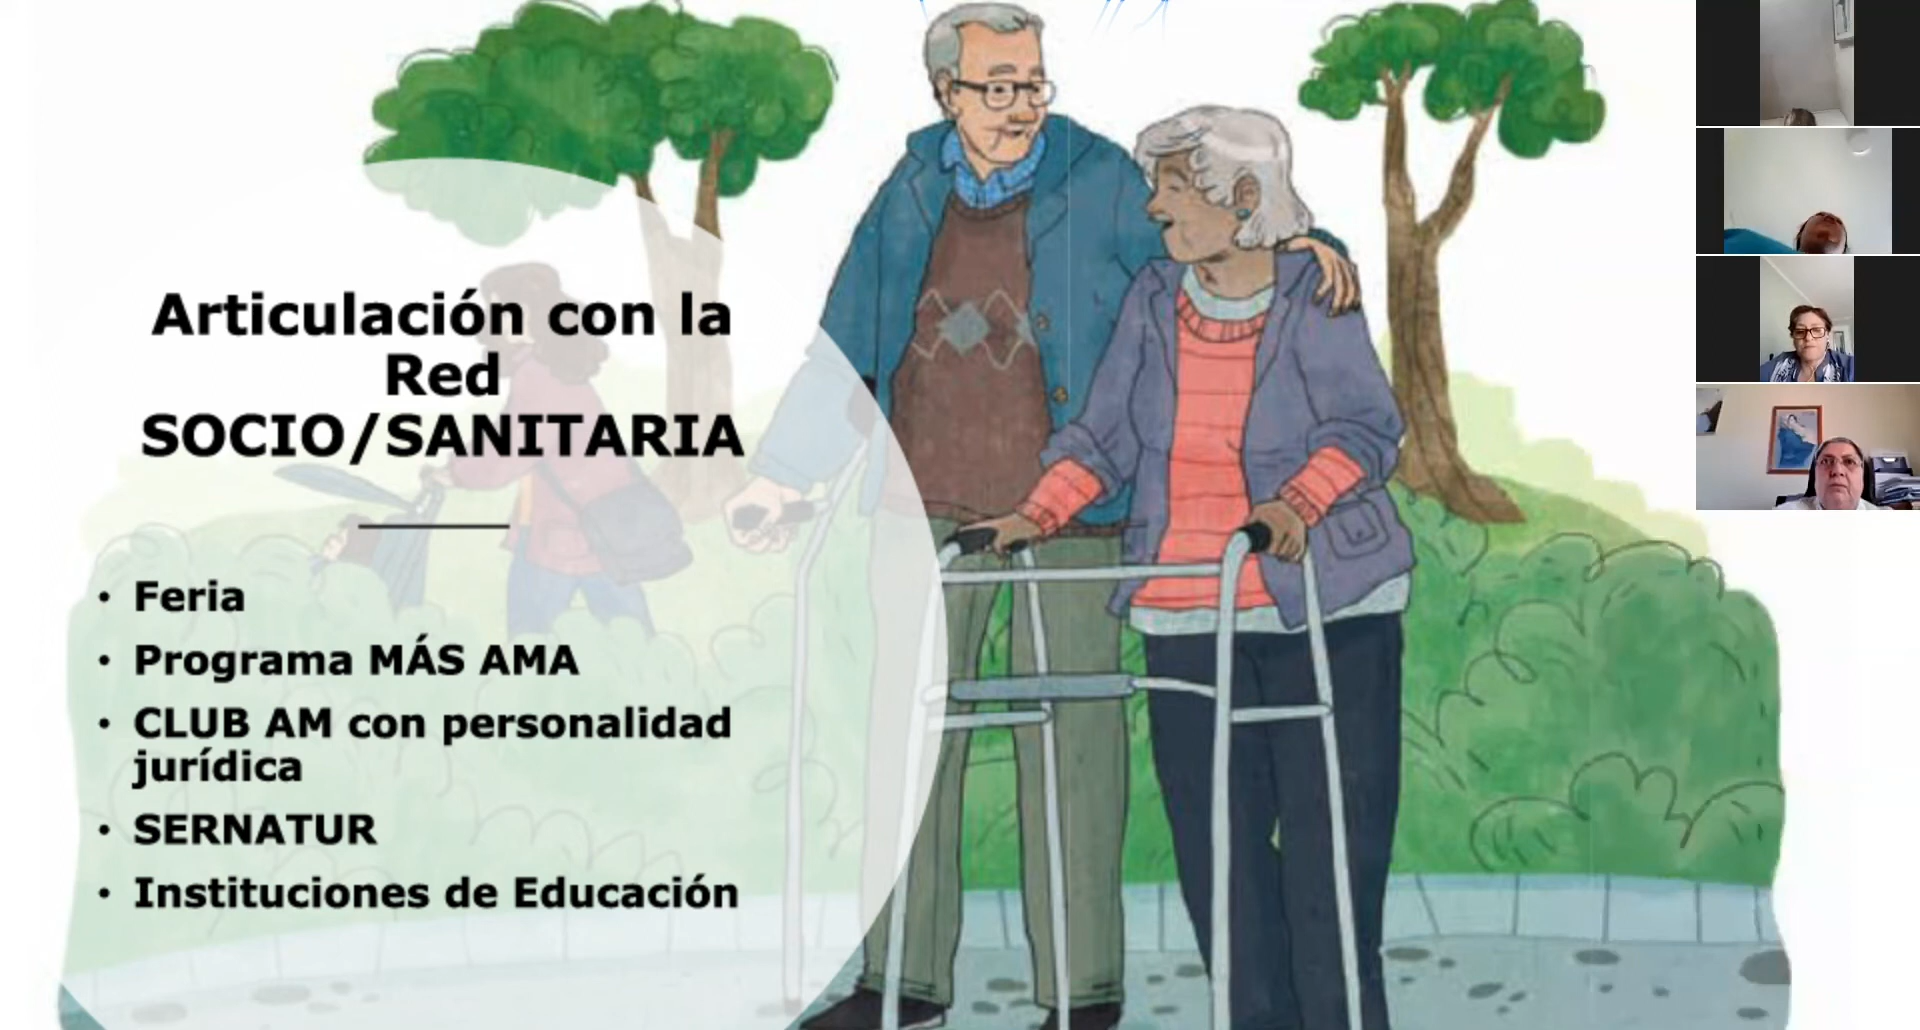 Articulación con la
Red
SOCIO/SANITARIA
• Feria
• Programa MÁS AMA
• CLUB AM con personalidad
jurídica
• SERNATUR
• Instituciones de Educación